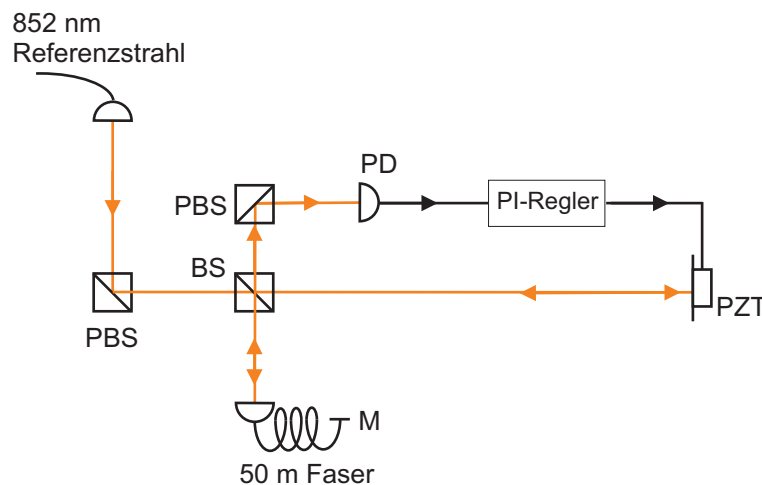 852 nm
Referenzstrahl
PD
PBS
PI-Regler
BS
PBS
PZT
M
50 m Faser